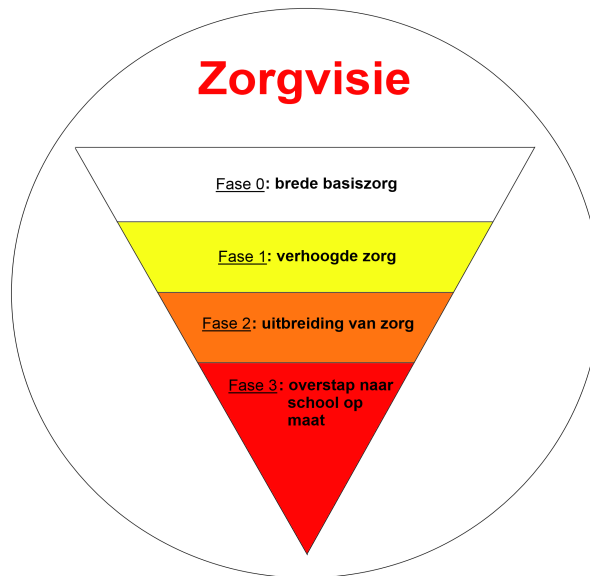 Zorgvisie
Fase 0: brede basiszorg
Fase 1: verhoogde zorg
Fase 2: uitbreiding van zorg
Fase 3: overstap naar
school op
maat